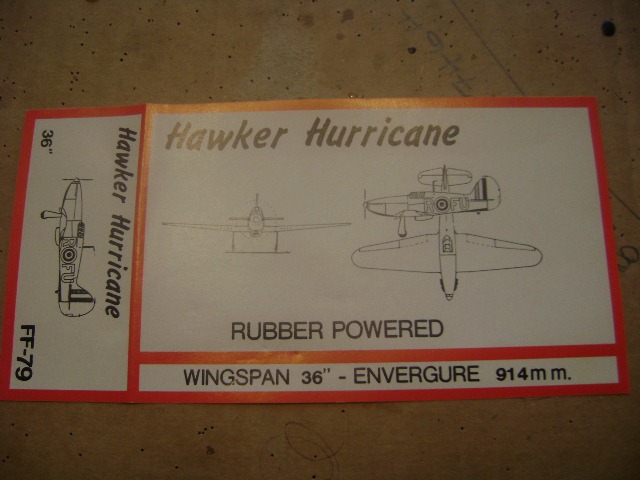 Hawker Hurricane
RUBBER POWERED
WINGSPAN 36" - ENVERGURE 914mm.
Hawker Hurricane
36"
FF-79